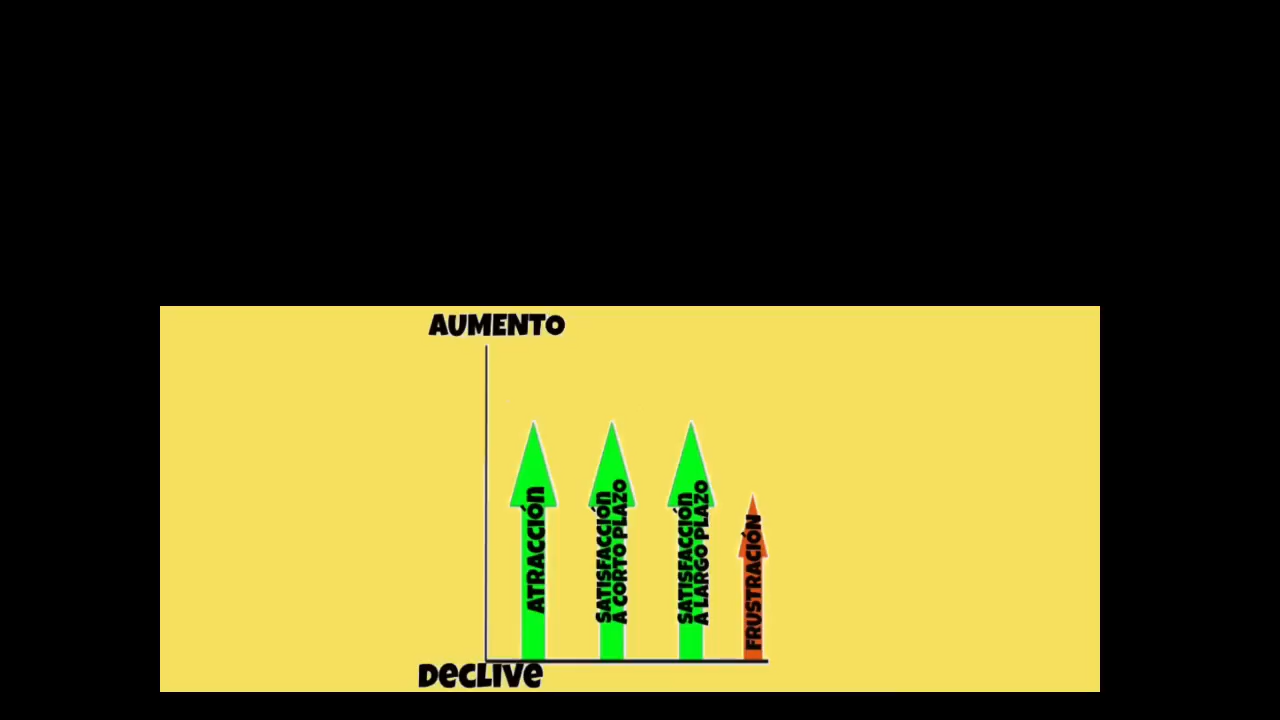 AUMENTO
ATRACCIÓN
SATISFACCIÓN
A CORTO PLAZO
SATISFACCIÓN
A LARGO PLAZO
FRUSTRACIÓN
DECLIVE